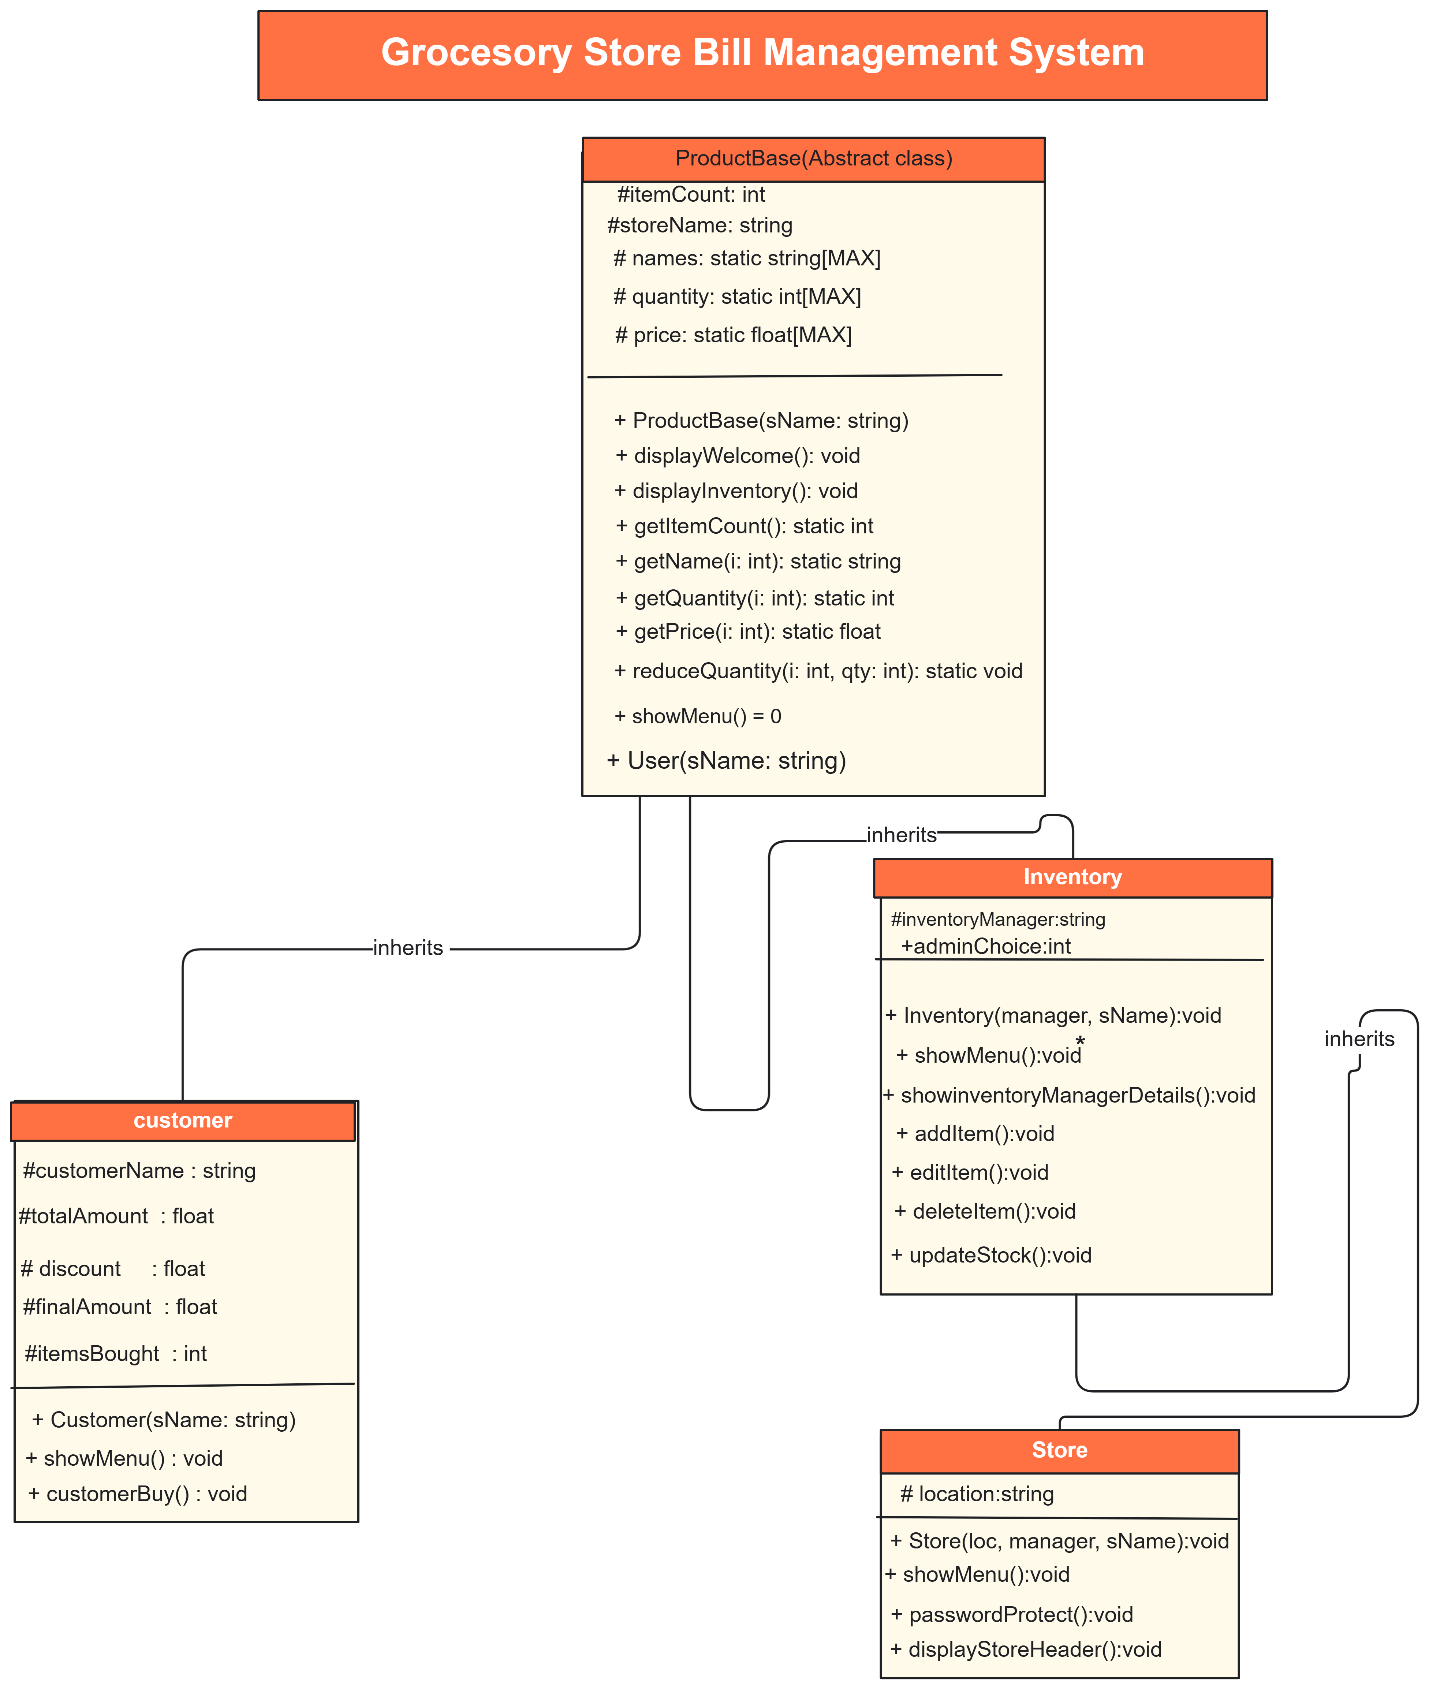 Grocesory Store Bill Management System
ProductBase(Abstract class)
#itemCount: int
#storeName: string
# names: static string[MAX]
# quantity: static int[MAX]
# price: static float[MAX]
+ ProductBase(sName: string)
+ displayWelcome(): void
+ displayInventory(): void
+ getItemCount(): static int
+ getName(i: int): static string
+ getQuantity(i: int): static int
+ getPrice(i: int): static float
+ reduceQuantity(i: int, qty: int): static void
+ showMenu() = 0
+ User(sName: string)
inherits
inherits
Inventory
#inventoryManager:string
+adminChoice:int
+ Inventory(manager, sName):void
*
+ showMenu():void
+ showinventoryManagerDetails():void
+ addItem():void
+ editItem():void
+ deleteItem():void
+ updateStock():void
inherits
customer
#customerName : string
#totalAmount : float
# discount : float
#finalAmount : float
#itemsBought : int
+ Customer(sName: string)
+ showMenu() : void
+ customerBuy() : void
Store
# location:string
+ Store(loc, manager, sName):void
+ showMenu():void
+ passwordProtect():void
+ displayStoreHeader():void